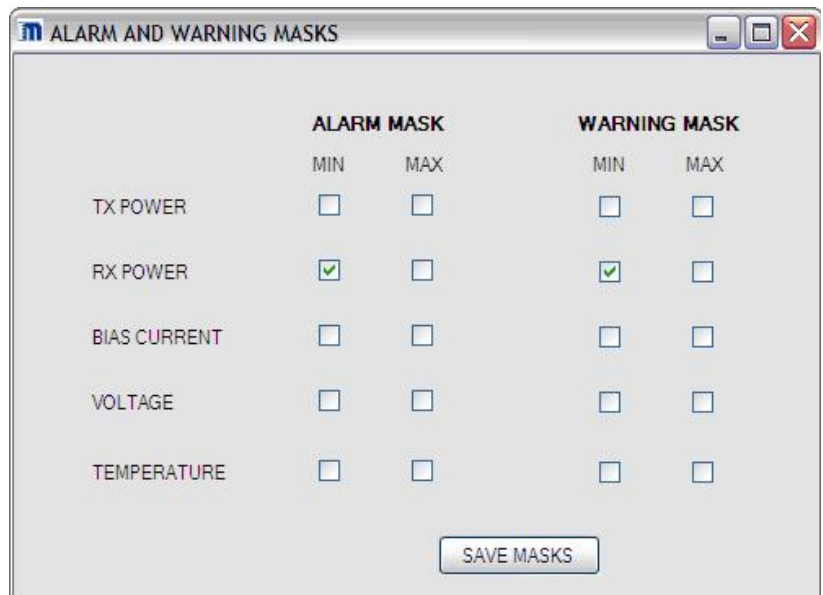 m ALARM AND WARNING MASKS
ALARM MASK WARNING MASK
MIN MAX MIN MAX
TX POWER
RX POWER
BIAS CURRENT
VOLTAGE
TEMPERATURE
SAVE MASKS